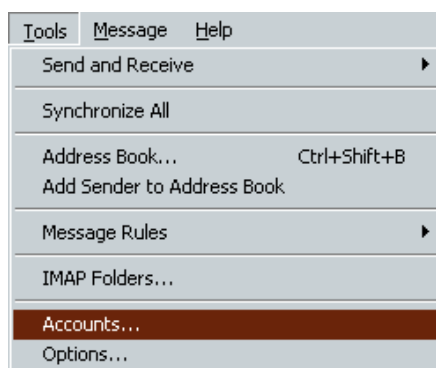 Tools Message Help
Send and Receive
Synchronize All
Address Book... Ctrl+Shift+B
Add Sender to Address Book
Message Rules
IMAP Folders...
Accounts...
Options...